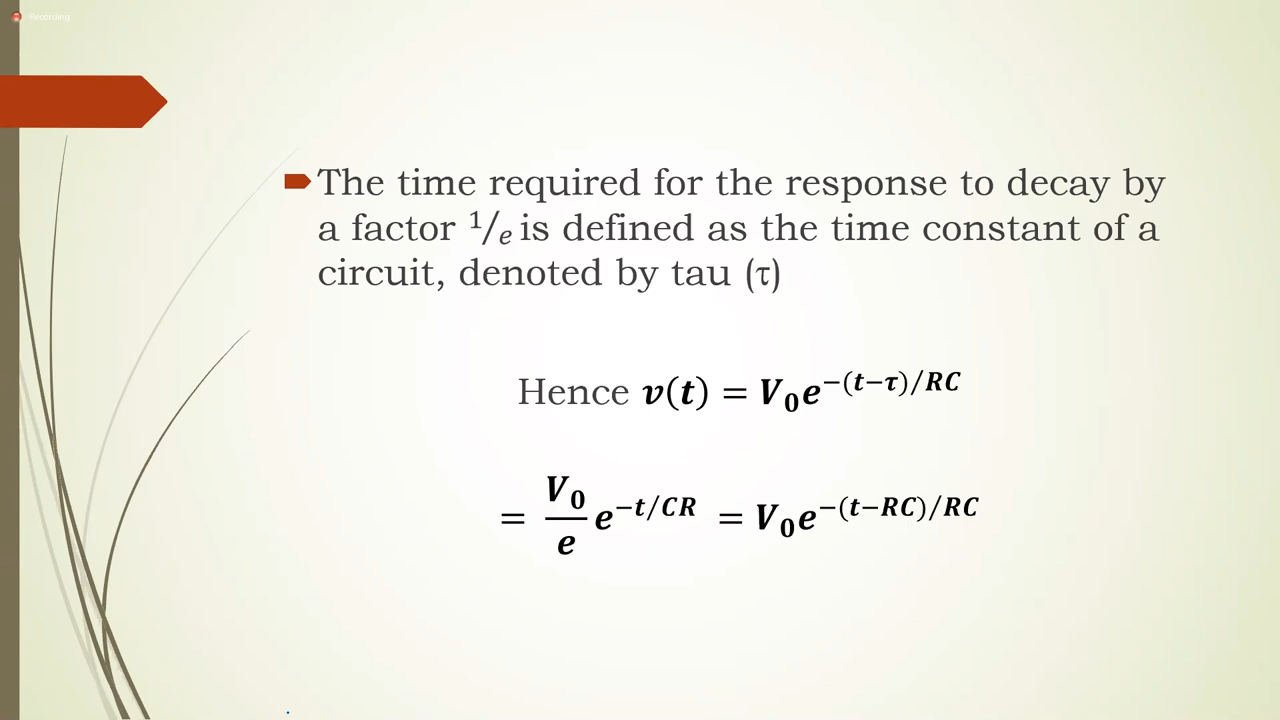 Recording
The time required for the response to decay by
a factor 1/e is defined as the time constant of a
circuit, denoted by tau (τ)
Hence v(t) = V₀e^{−(t−τ)/RC}
= V₀/e e^{−t/CR} = V₀e^{−(t−RC)/RC}